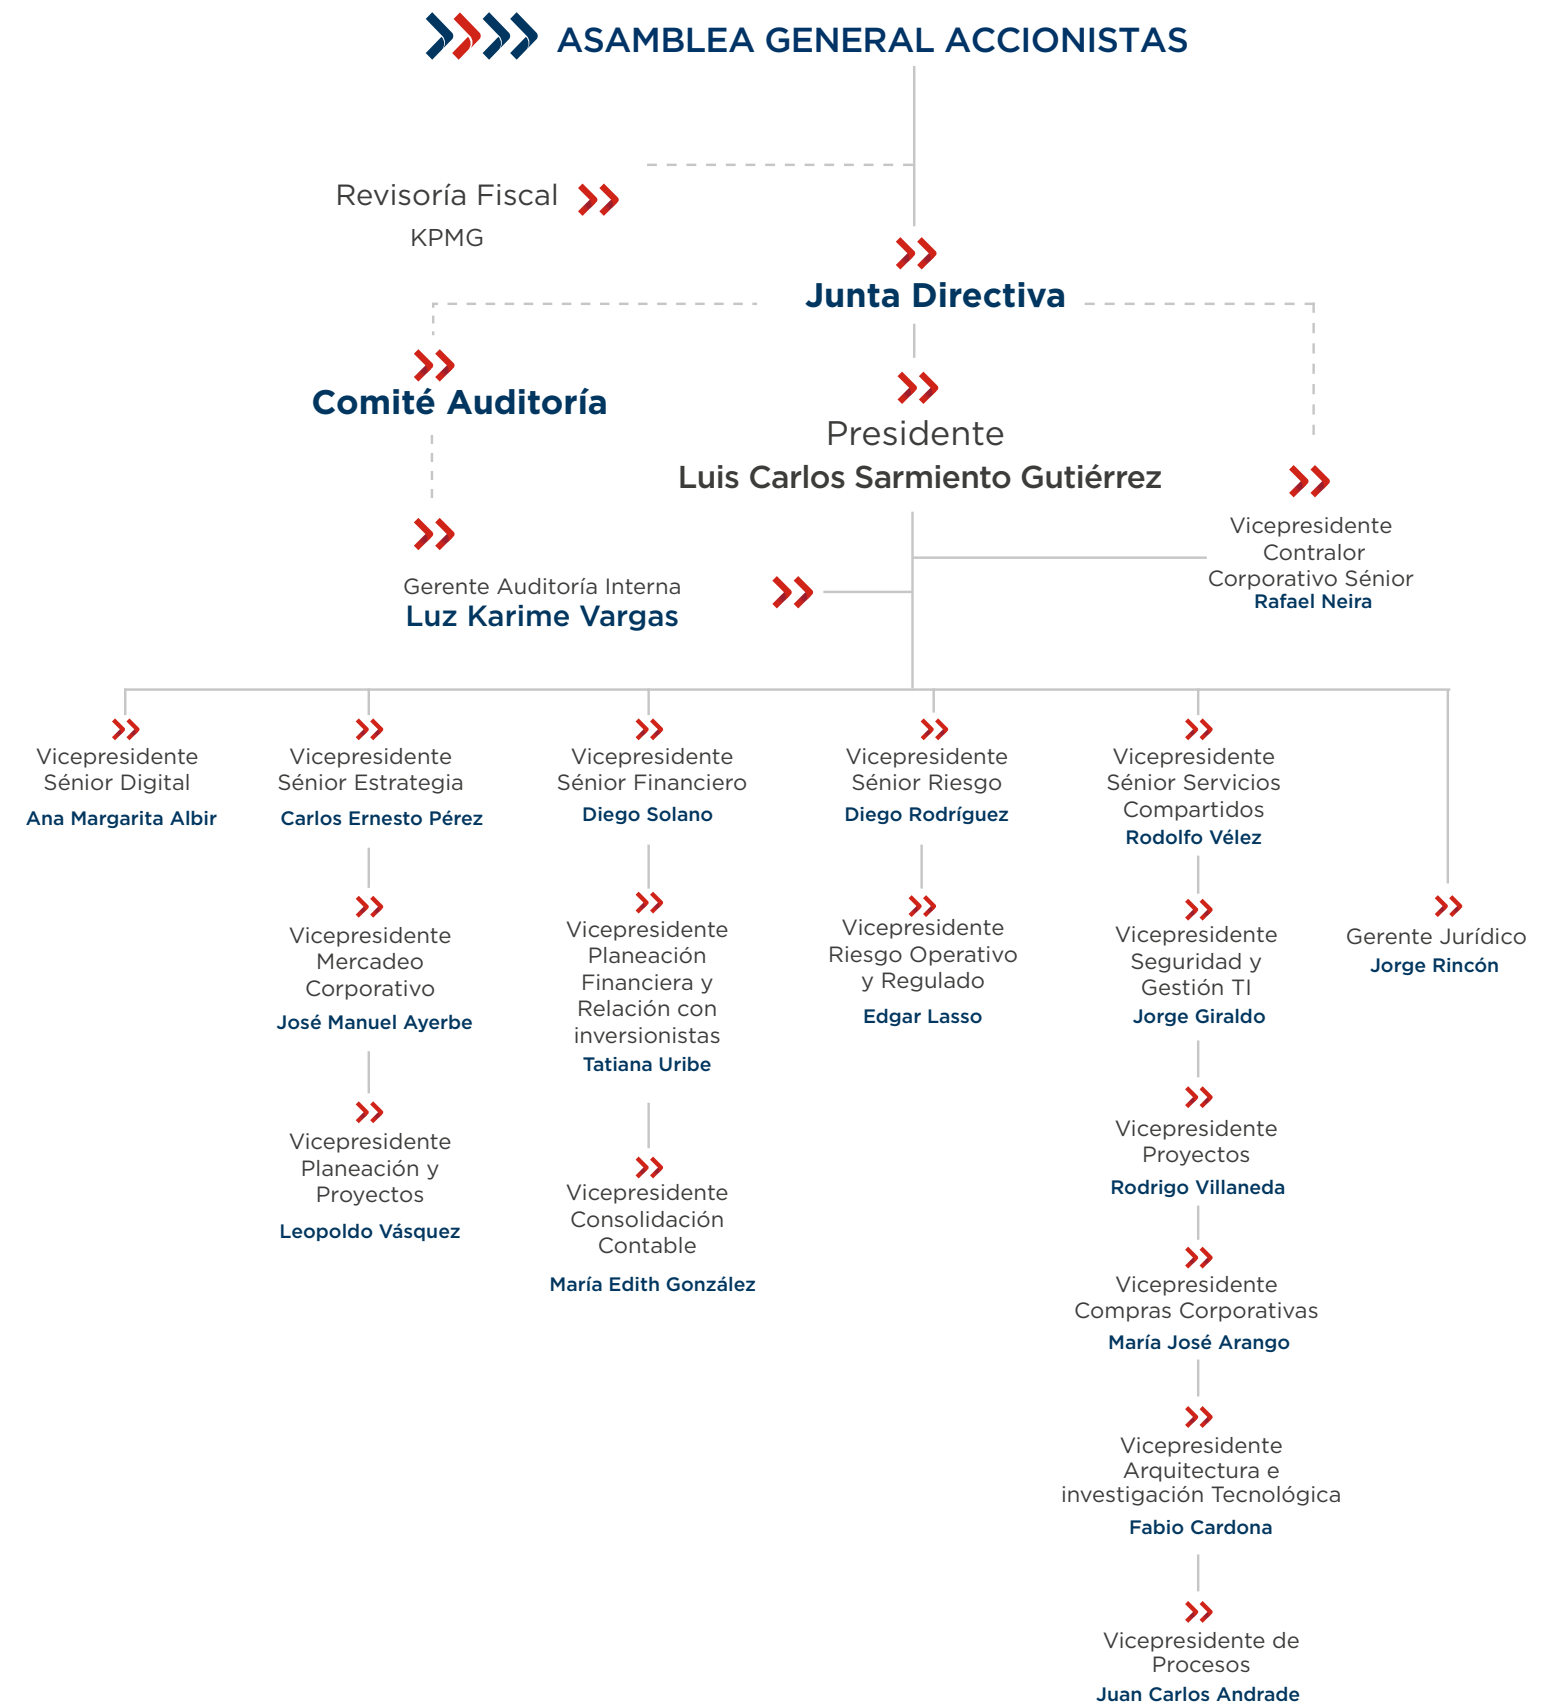 ASAMBLEA GENERAL ACCIONISTAS
Revisoría Fiscal
KPMG
Junta Directiva
Comité Auditoría
Presidente
Luis Carlos Sarmiento Gutiérrez
Vicepresidente
Contralor
Corporativo Sénior
Rafael Neira
Gerente Auditoría Interna
Luz Karime Vargas
Vicepresidente
Sénior Digital
Ana Margarita Albir
Vicepresidente
Sénior Estrategia
Carlos Ernesto Pérez
Vicepresidente
Mercadeo
Corporativo
José Manuel Ayerbe
Vicepresidente
Planeación y
Proyectos
Leopoldo Vásquez
Vicepresidente
Sénior Financiero
Diego Solano
Vicepresidente
Planeación
Financiera y
Relación con
inversionistas
Tatiana Uribe
Vicepresidente
Consolidación
Contable
María Edith González
Vicepresidente
Sénior Riesgo
Diego Rodríguez
Vicepresidente
Riesgo Operativo
y Regulado
Edgar Lasso
Vicepresidente
Sénior Servicios
Compartidos
Rodolfo Vélez
Vicepresidente
Seguridad y
Gestión TI
Jorge Giraldo
Vicepresidente
Proyectos
Rodrigo Villaneda
Vicepresidente
Compras Corporativas
María José Arango
Vicepresidente
Arquitectura e
investigación Tecnológica
Fabio Cardona
Vicepresidente de
Procesos
Juan Carlos Andrade
Gerente Jurídico
Jorge Rincón